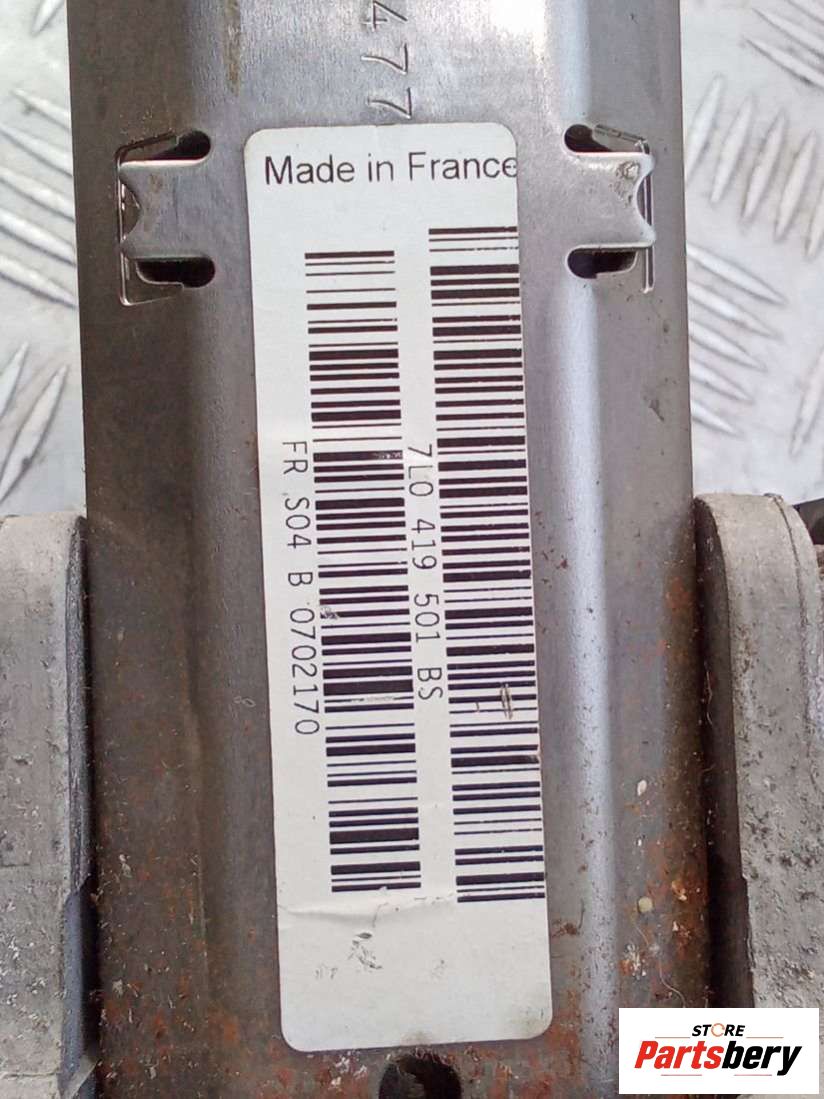 477
Made in France
7L0 419 501 BS
FR S04 B 0702170
STORE
Partsbery